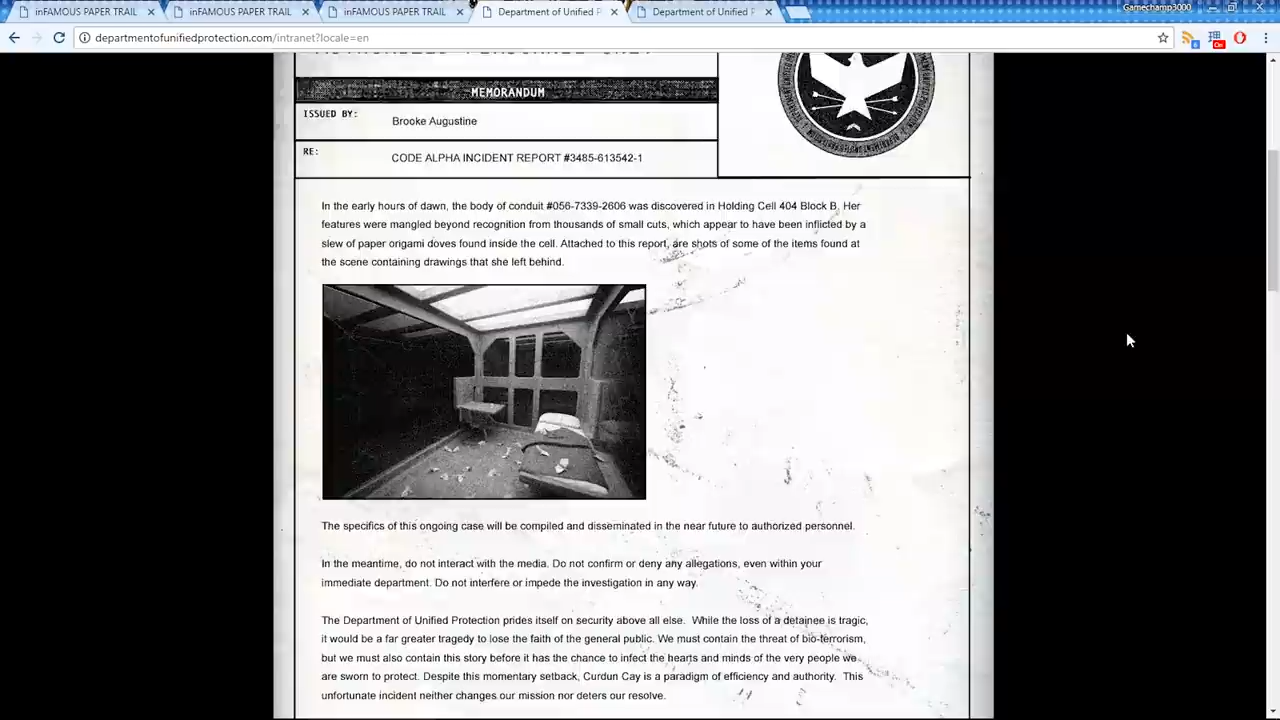 inFAMOUS PAPER TRAIL
inFAMOUS PAPER TRAIL
inFAMOUS PAPER TRAIL
Department of Unified P
Department of Unified P
Gamechamp3000
departmentofunifiedprotection.com/intranet?locale=en
MEMORANDUM
ISSUED BY:
Brooke Augustine
RE:
CODE ALPHA INCIDENT REPORT #3485-613542-1
In the early hours of dawn, the body of conduit #056-7339-2606 was discovered in Holding Cell 404 Block B. Her
features were mangled beyond recognition from thousands of small cuts, which appear to have been inflicted by a
slew of paper origami doves found inside the cell. Attached to this report, are shots of some of the items found at
the scene containing drawings that she left behind.
The specifics of this ongoing case will be compiled and disseminated in the near future to authorized personnel.
In the meantime, do not interact with the media. Do not confirm or deny any allegations, even within your
immediate department. Do not interfere or impede the investigation in any way.
The Department of Unified Protection prides itself on security above all else. While the loss of a detainee is tragic,
it would be a far greater tragedy to lose the faith of the general public. We must contain the threat of bio-terrorism,
but we must also contain this story before it has the chance to infect the hearts and minds of the very people we
are sworn to protect. Despite this momentary setback, Curdun Cay is a paradigm of efficiency and authority. This
unfortunate incident neither changes our mission nor deters our resolve.